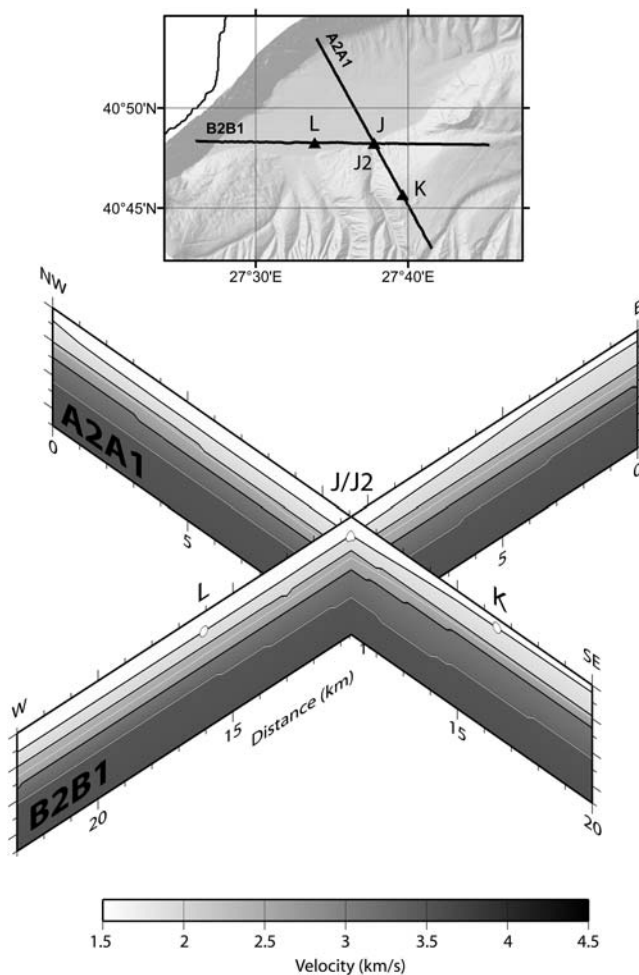 A2A1
40°50'N
B2B1
L
J
J2
K
40°45'N
27°30'E
27°40'E
NW
E
A2A1
0
0
J/J2
5
5
L
K
W
SE
Distance (km)
15
15
B2B1
20
20
1.5 2 2.5 3 3.5 4 4.5
Velocity (km/s)